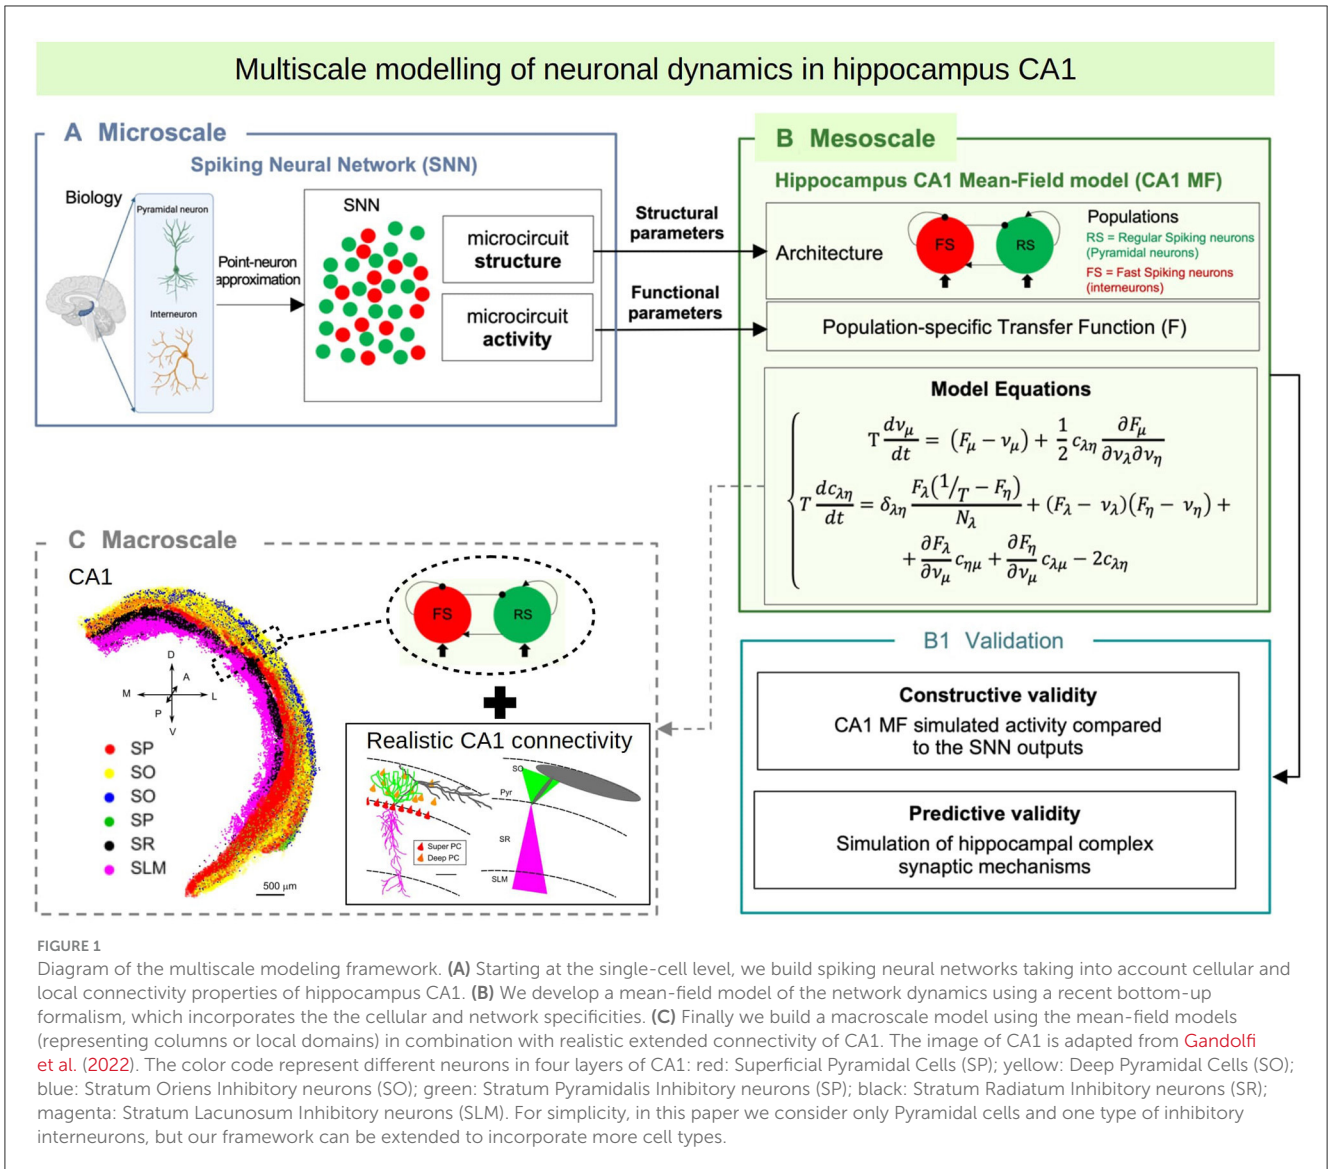 Multiscale modelling of neuronal dynamics in hippocampus CA1
A Microscale
Spiking Neural Network (SNN)
Biology
Pyramidal neuron
Interneuron
Point-neuron
approximation
SNN
microcircuit
structure
microcircuit
activity
Structural
parameters
Functional
parameters
B Mesoscale
Hippocampus CA1 Mean-Field model (CA1 MF)
Architecture
FS
RS
Populations
RS = Regular Spiking neurons
(Pyramidal neurons)
FS = Fast Spiking neurons
(interneurons)
Population-specific Transfer Function (F)
Model Equations
T dν_μ/dt = (F_μ − ν_μ) + 1/2 c_λη ∂F_μ/∂ν_λ∂ν_η
T dc_λη/dt = δ_λη F_λ(1/T − F_η)/N_λ + (F_λ − ν_λ)(F_η − ν_η) +
+ ∂F_λ/∂ν_μ c_ημ + ∂F_η/∂ν_μ c_λμ − 2c_λη
B1 Validation
Constructive validity
CA1 MF simulated activity compared
to the SNN outputs
Predictive validity
Simulation of hippocampal complex
synaptic mechanisms
C Macroscale
CA1
D
A
M
L
P
V
SP
SO
SO
SP
SR
SLM
500 μm
FS
RS
Realistic CA1 connectivity
Super PC
Deep PC
SO
Pyr
SR
SLM
FIGURE 1
Diagram of the multiscale modeling framework. (A) Starting at the single-cell level, we build spiking neural networks taking into account cellular and
local connectivity properties of hippocampus CA1. (B) We develop a mean-field model of the network dynamics using a recent bottom-up
formalism, which incorporates the the cellular and network specificities. (C) Finally we build a macroscale model using the mean-field models
(representing columns or local domains) in combination with realistic extended connectivity of CA1. The image of CA1 is adapted from Gandolfi
et al. (2022). The color code represent different neurons in four layers of CA1: red: Superficial Pyramidal Cells (SP); yellow: Deep Pyramidal Cells (SO);
blue: Stratum Oriens Inhibitory neurons (SO); green: Stratum Pyramidalis Inhibitory neurons (SP); black: Stratum Radiatum Inhibitory neurons (SR);
magenta: Stratum Lacunosum Inhibitory neurons (SLM). For simplicity, in this paper we consider only Pyramidal cells and one type of inhibitory
interneurons, but our framework can be extended to incorporate more cell types.